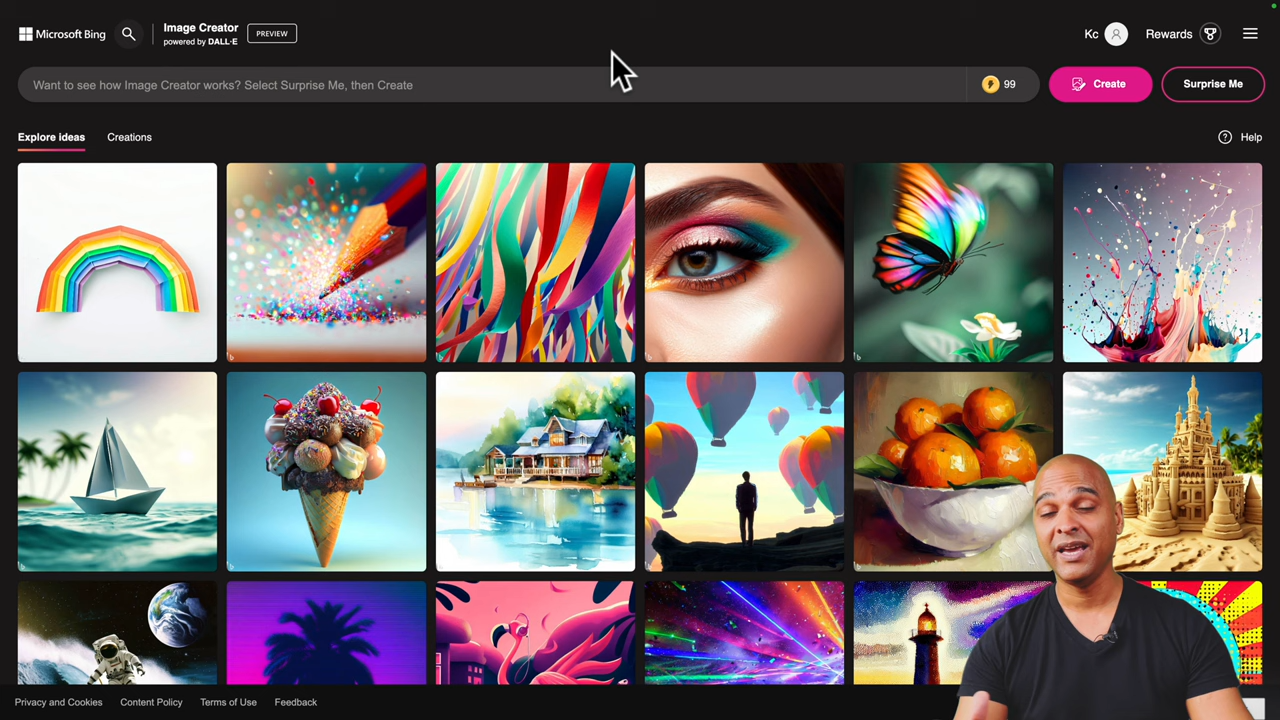 Microsoft Bing
Image Creator
powered by DALL·E
PREVIEW
Kc
Rewards
Want to see how Image Creator works? Select Surprise Me, then Create
99
Create
Surprise Me
Explore ideas
Creations
Help
Privacy and Cookies
Content Policy
Terms of Use
Feedback